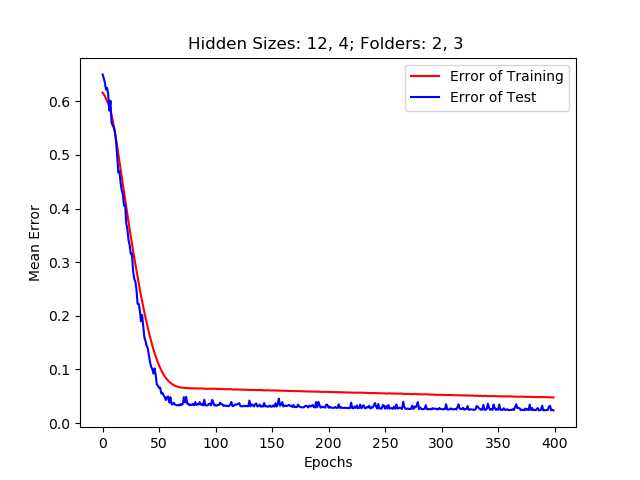 Hidden Sizes: 12, 4; Folders: 2, 3
Error of Training
Error of Test
Mean Error
0.6
0.5
0.4
0.3
0.2
0.1
0.0
0 50 100 150 200 250 300 350 400
Epochs